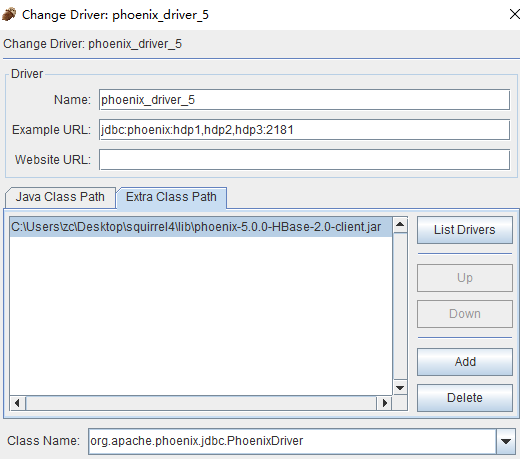 Change Driver: phoenix_driver_5
Change Driver: phoenix_driver_5
Driver
Name: phoenix_driver_5
Example URL: jdbc:phoenix:hdp1,hdp2,hdp3:2181
Website URL:
Java Class Path Extra Class Path
C:\Users\zc\Desktop\squirrel4\lib\phoenix-5.0.0-HBase-2.0-client.jar
List Drivers
Up
Down
Add
Delete
Class Name: org.apache.phoenix.jdbc.PhoenixDriver